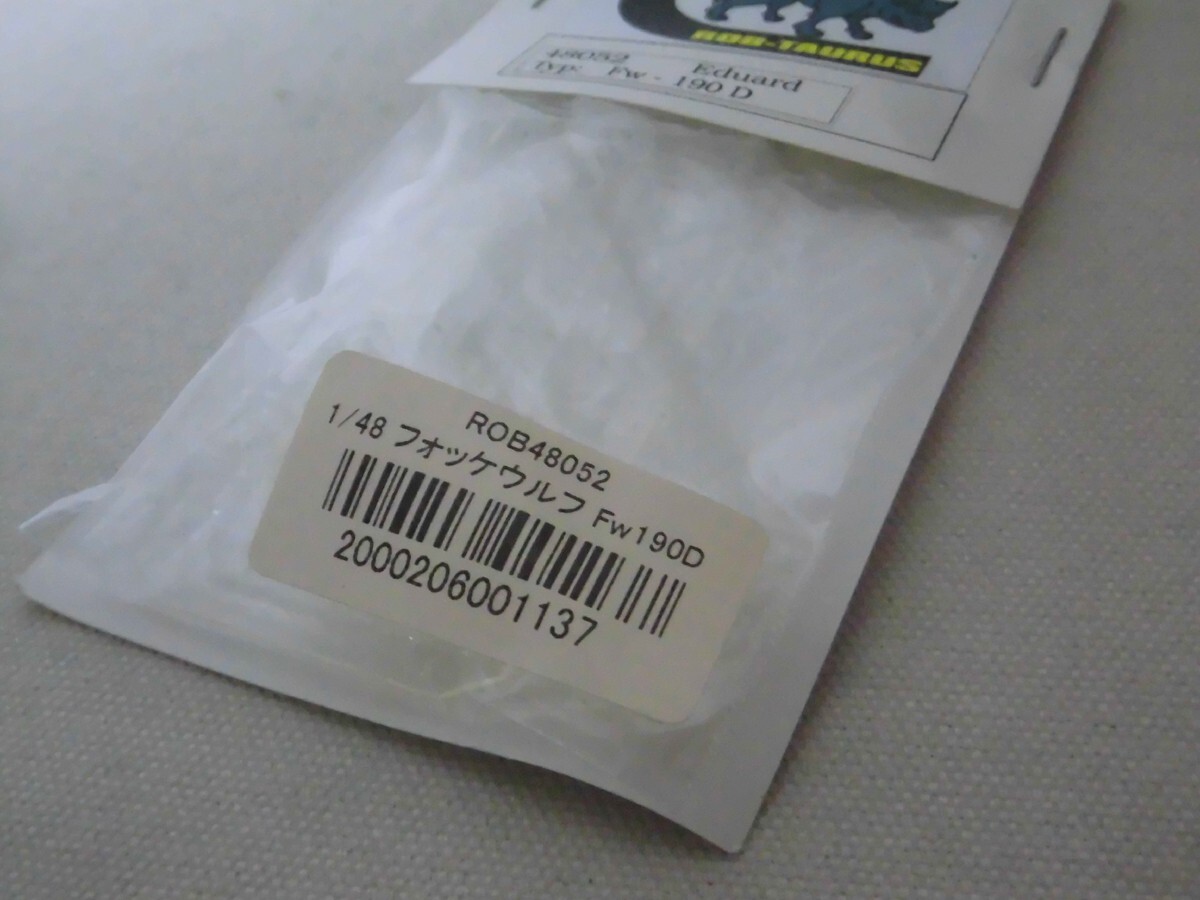 ROB-TAURUS
48052 Eduard
Typ: Fw - 190 D
ROB48052
1/48 フォッケウルフ Fw190D
2000206001137